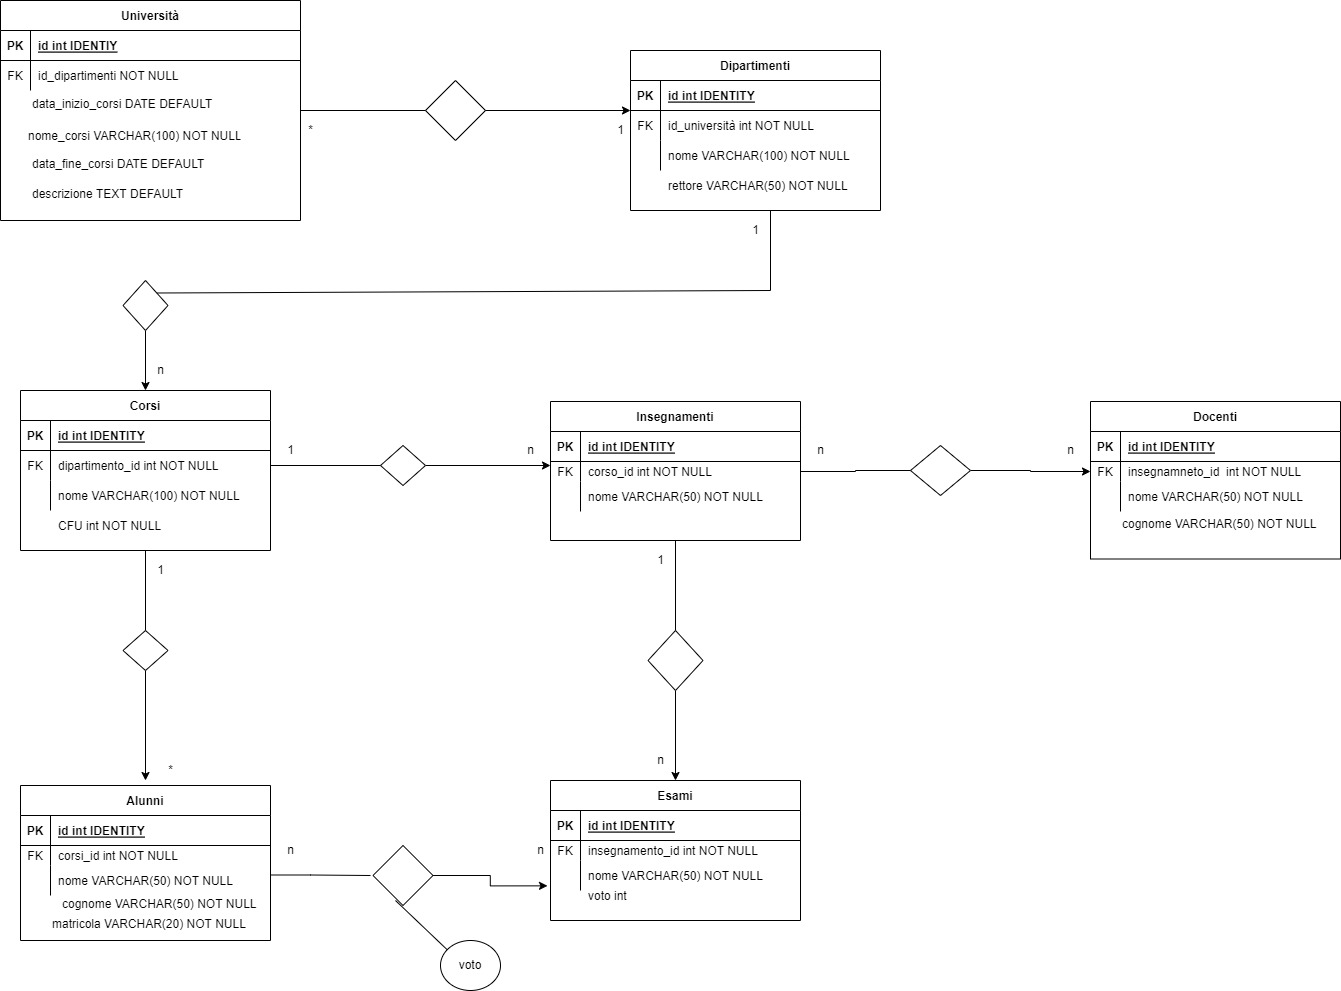 Università
PK id int IDENTIY
FK id_dipartimenti NOT NULL
data_inizio_corsi DATE DEFAULT
nome_corsi VARCHAR(100) NOT NULL
data_fine_corsi DATE DEFAULT
descrizione TEXT DEFAULT
*
1
Dipartimenti
PK id int IDENTITY
FK id_università int NOT NULL
nome VARCHAR(100) NOT NULL
rettore VARCHAR(50) NOT NULL
1
n
Corsi
PK id int IDENTITY
FK dipartimento_id int NOT NULL
nome VARCHAR(100) NOT NULL
CFU int NOT NULL
1
n
Insegnamenti
PK id int IDENTITY
FK corso_id int NOT NULL
nome VARCHAR(50) NOT NULL
n
n
Docenti
PK id int IDENTITY
FK insegnamneto_id int NOT NULL
nome VARCHAR(50) NOT NULL
cognome VARCHAR(50) NOT NULL
1
*
1
n
Alunni
PK id int IDENTITY
FK corsi_id int NOT NULL
nome VARCHAR(50) NOT NULL
cognome VARCHAR(50) NOT NULL
matricola VARCHAR(20) NOT NULL
n
n
voto
Esami
PK id int IDENTITY
FK insegnamento_id int NOT NULL
nome VARCHAR(50) NOT NULL
voto int